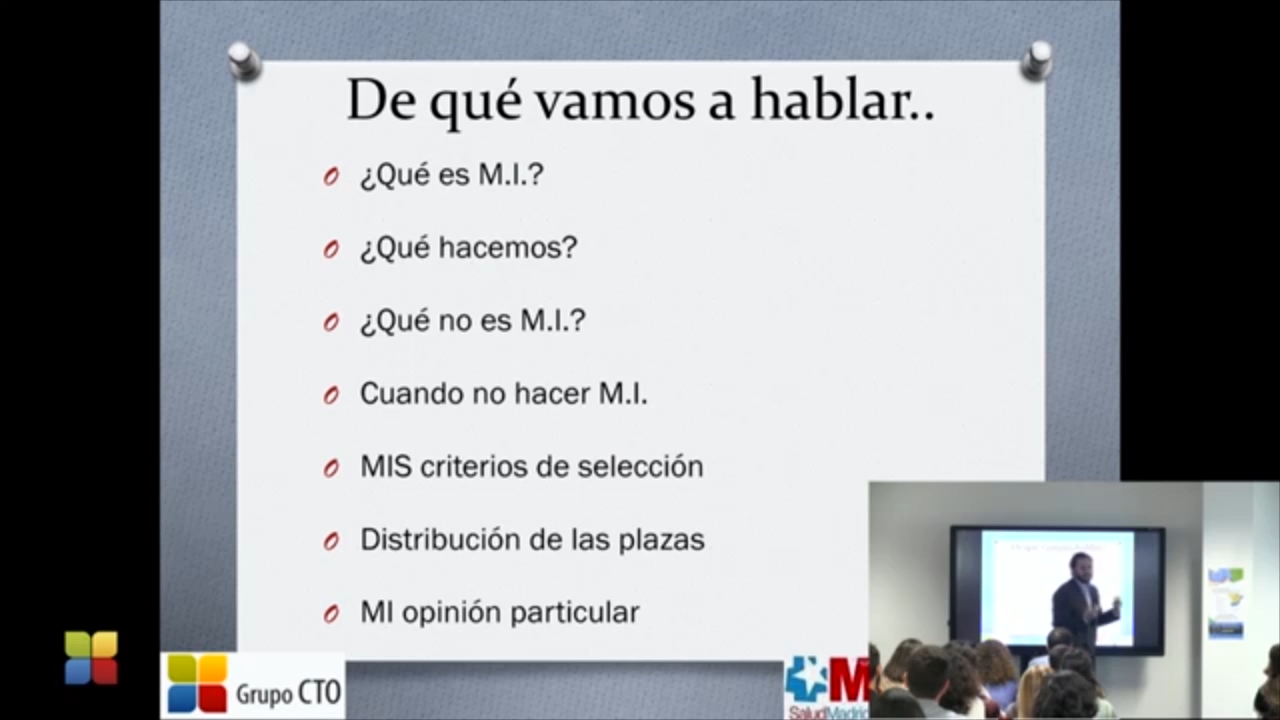 De qué vamos a hablar..
¿Qué es M.I.?
¿Qué hacemos?
¿Qué no es M.I.?
Cuando no hacer M.I.
MIS criterios de selección
Distribución de las plazas
MI opinión particular
Grupo CTO
M
SaludMadrid